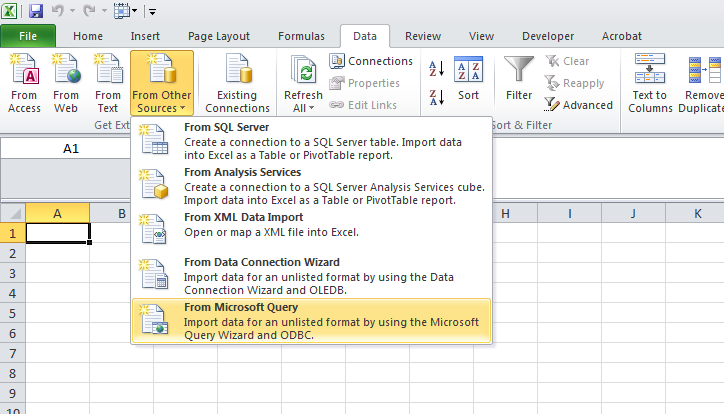 File Home Insert Page Layout Formulas Data Review View Developer Acrobat
From Access
From Web
From Text
From Other Sources
Existing Connections
Refresh All
Connections
Properties
Edit Links
A
Z
Z
A
A Z
Z A
Sort
Filter
Clear
Reapply
Advanced
Text to Columns
Remove Duplicate
Get Ext
Sort & Filter
A1
From SQL Server
Create a connection to a SQL Server table. Import data
into Excel as a Table or PivotTable report.
From Analysis Services
Create a connection to a SQL Server Analysis Services cube.
Import data into Excel as a Table or PivotTable report.
From XML Data Import
Open or map a XML file into Excel.
From Data Connection Wizard
Import data for an unlisted format by using the Data
Connection Wizard and OLEDB.
From Microsoft Query
Import data for an unlisted format by using the Microsoft
Query Wizard and ODBC.
A B H I J K
1
2
3
4
5
6
7
8
9
10